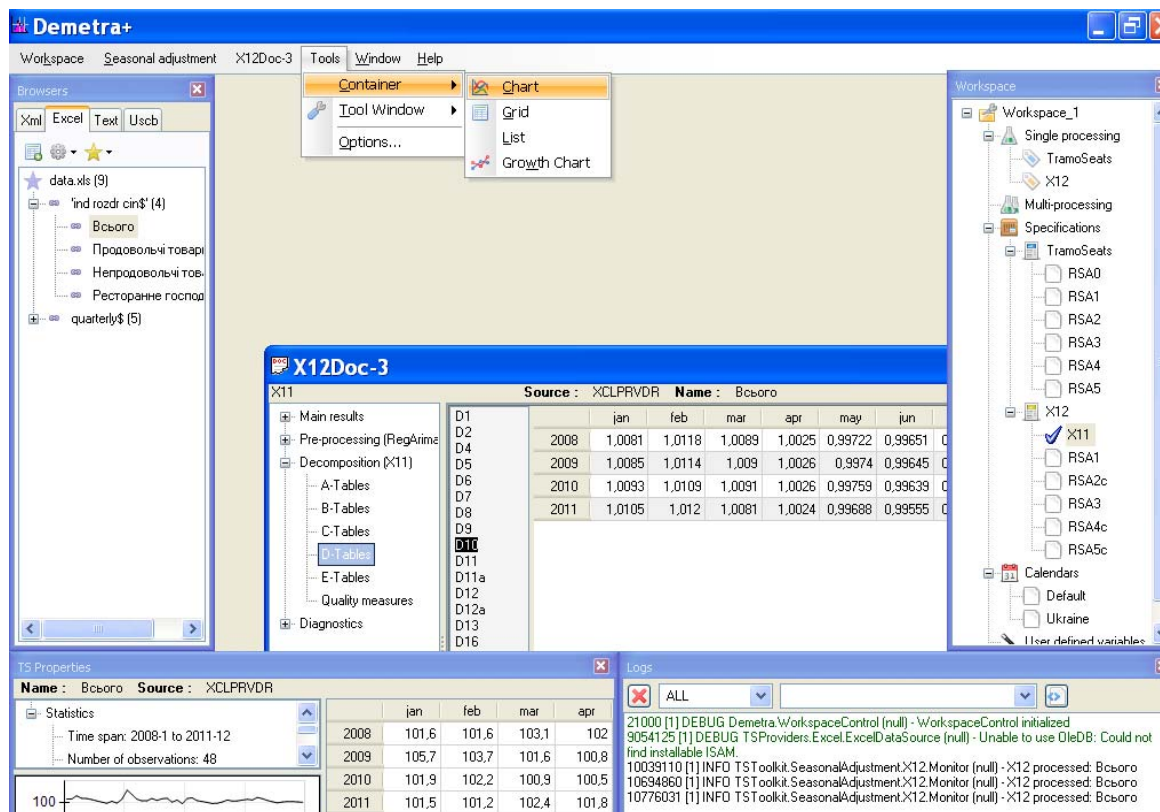 Demetra+
Workspace Seasonal adjustment X12Doc-3 Tools Window Help
Browsers
Xml Excel Text Uscb
data.xls (9)
'ind rozdr cin$' (4)
Всього
Продовольчі товари
Непродовольчі тов
Ресторанне господ
quarterly$ (5)
Container
Tool Window
Options...
Chart
Grid
List
Growth Chart
Workspace
Workspace_1
Single processing
TramoSeats
X12
Multi-processing
Specifications
TramoSeats
RSA0
RSA1
RSA2
RSA3
RSA4
RSA5
X12
X11
RSA1
RSA2c
RSA3
RSA4c
RSA5c
Calendars
Default
Ukraine
User defined variables
X12Doc-3
X11 Source : XCLPRVDR Name : Всього
Main results
Pre-processing (RegArima
Decomposition (X11)
A-Tables
B-Tables
C-Tables
D-Tables
E-Tables
Quality measures
Diagnostics
D1
D2
D4
D5
D6
D7
D8
D9
D10
D11
D11a
D12
D12a
D13
D16
jan feb mar apr may jun
2008 1,0081 1,0118 1,0089 1,0025 0,99722 0,99651
2009 1,0085 1,0114 1,009 1,0026 0,9974 0,99645
2010 1,0093 1,0109 1,0091 1,0026 0,99759 0,99639
2011 1,0105 1,012 1,0081 1,0024 0,99688 0,99555
TS Properties
Name : Всього Source : XCLPRVDR
Statistics
Time span: 2008-1 to 2011-12
Number of observations: 48
100
jan feb mar apr
2008 101,6 101,6 103,1 102
2009 105,7 103,7 101,6 100,8
2010 101,9 102,2 100,9 100,5
2011 101,5 101,2 102,4 101,8
Logs
ALL
21000 [1] DEBUG Demetra.WorkspaceControl (null) - WorkspaceControl initialized
9054125 [1] DEBUG TSProviders.Excel.ExcelDataSource (null) - Unable to use OleDB: Could not
find installable ISAM.
10039110 [1] INFO TSToolkit.SeasonalAdjustment.X12.Monitor (null) - X12 processed: Всього
10694860 [1] INFO TSToolkit.SeasonalAdjustment.X12.Monitor (null) - X12 processed: Всього
10776031 [1] INFO TSToolkit.SeasonalAdjustment.X12.Monitor (null) - X12 processed: Всього